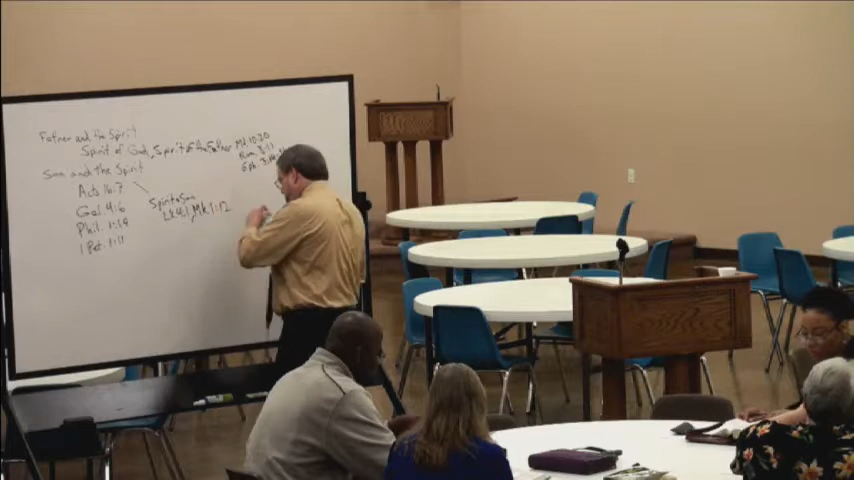 Father and the Spirit
Spirit of God, Spirit of the Father Mt. 10:20
Rom. 8:11
Eph. 3:
Son and the Spirit
Acts 16:7
Gal. 4:6
Phil. 1:19
1 Pet. 1:11
Spirit & Son
Lk 4:1, Mk 1:12